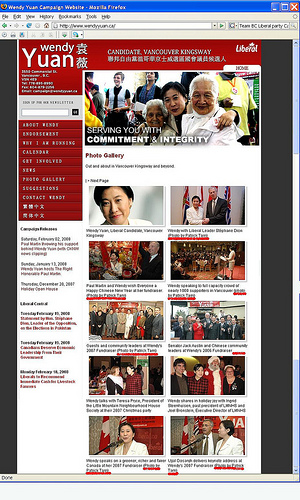 Wendy Yuan Campaign Website - Mozilla Firefox
File Edit View History Bookmarks Tools Help
http://www.wendyyuan.ca/
Team BC Liberal party C
wendy 袁
Yuan 薇
CANDIDATE, VANCOUVER KINGSWAY
Liberal
HOME
SERVING YOU WITH
COMMITMENT & INTEGRITY
ABOUT WENDY
ENDORSEMENT
WHY I AM RUNNING
CALENDAR
GET INVOLVED
NEWS
PHOTO GALLERY
SUGGESTIONS
CONTACT WENDY
繁體中文
简体中文
Photo Gallery
Out and about in Vancouver Kingsway and beyond.
1 • Next Page
Wendy Yuan, Liberal Candidate, Vancouver
Kingsway
Wendy with Liberal Leader Stéphane Dion
(Photo by Patrick Tam)
Paul Martin and Wendy wish Everyone a
Happy Chinese New Year at her fundraiser.
(Photo by Patrick Tam)
Wendy speaking to full capacity crowd of
nearly 1000 supporters in Vancouver
Guests and community leaders at Wendy's
2007 Fundraiser (Photo by Patrick Tam)
Senator Jack Austin and Chinese community
leaders at Wendy's 2008 Fundraiser
Wendy talks with Teresa Poon, President of
the Little Mountain Neighbourhood House
Society at their 2007 Christmas party
Wendy shares in holiday joy with Ingrid
Steenhuisen, past president of LMNHS and
Joel Bronstein, Executive Director of LMNHS
Wendy speaks on a greener, richer and fairer
Canada at her 2007 Fundraiser (Photo by
Patrick Tam)
Ujjal Dosanjh delivers keynote address at
Wendy's 2007 Fundraiser (Photo by Patrick
Tam)
Campaign Releases
Saturday, February 02, 2008
Paul Martin throwing his support
behind Wendy Yuan (with CKNW
news clipping)
Sunday, January 13, 2008
Wendy Yuan Hosts The Right
Honourable Paul Martin
Thursday, December 20, 2007
Holiday Open House
Liberal Central
Tuesday February 19, 2008
Statement by Hon. Stéphane
Dion, Leader of the Opposition,
on the Elections in Pakistan
Tuesday February 19, 2008
Canadians Deserve Economic
Leadership From Their
Government
Monday February 18, 2008
Liberals to Recommend
Immediate Cash for Livestock
Farmers
Done